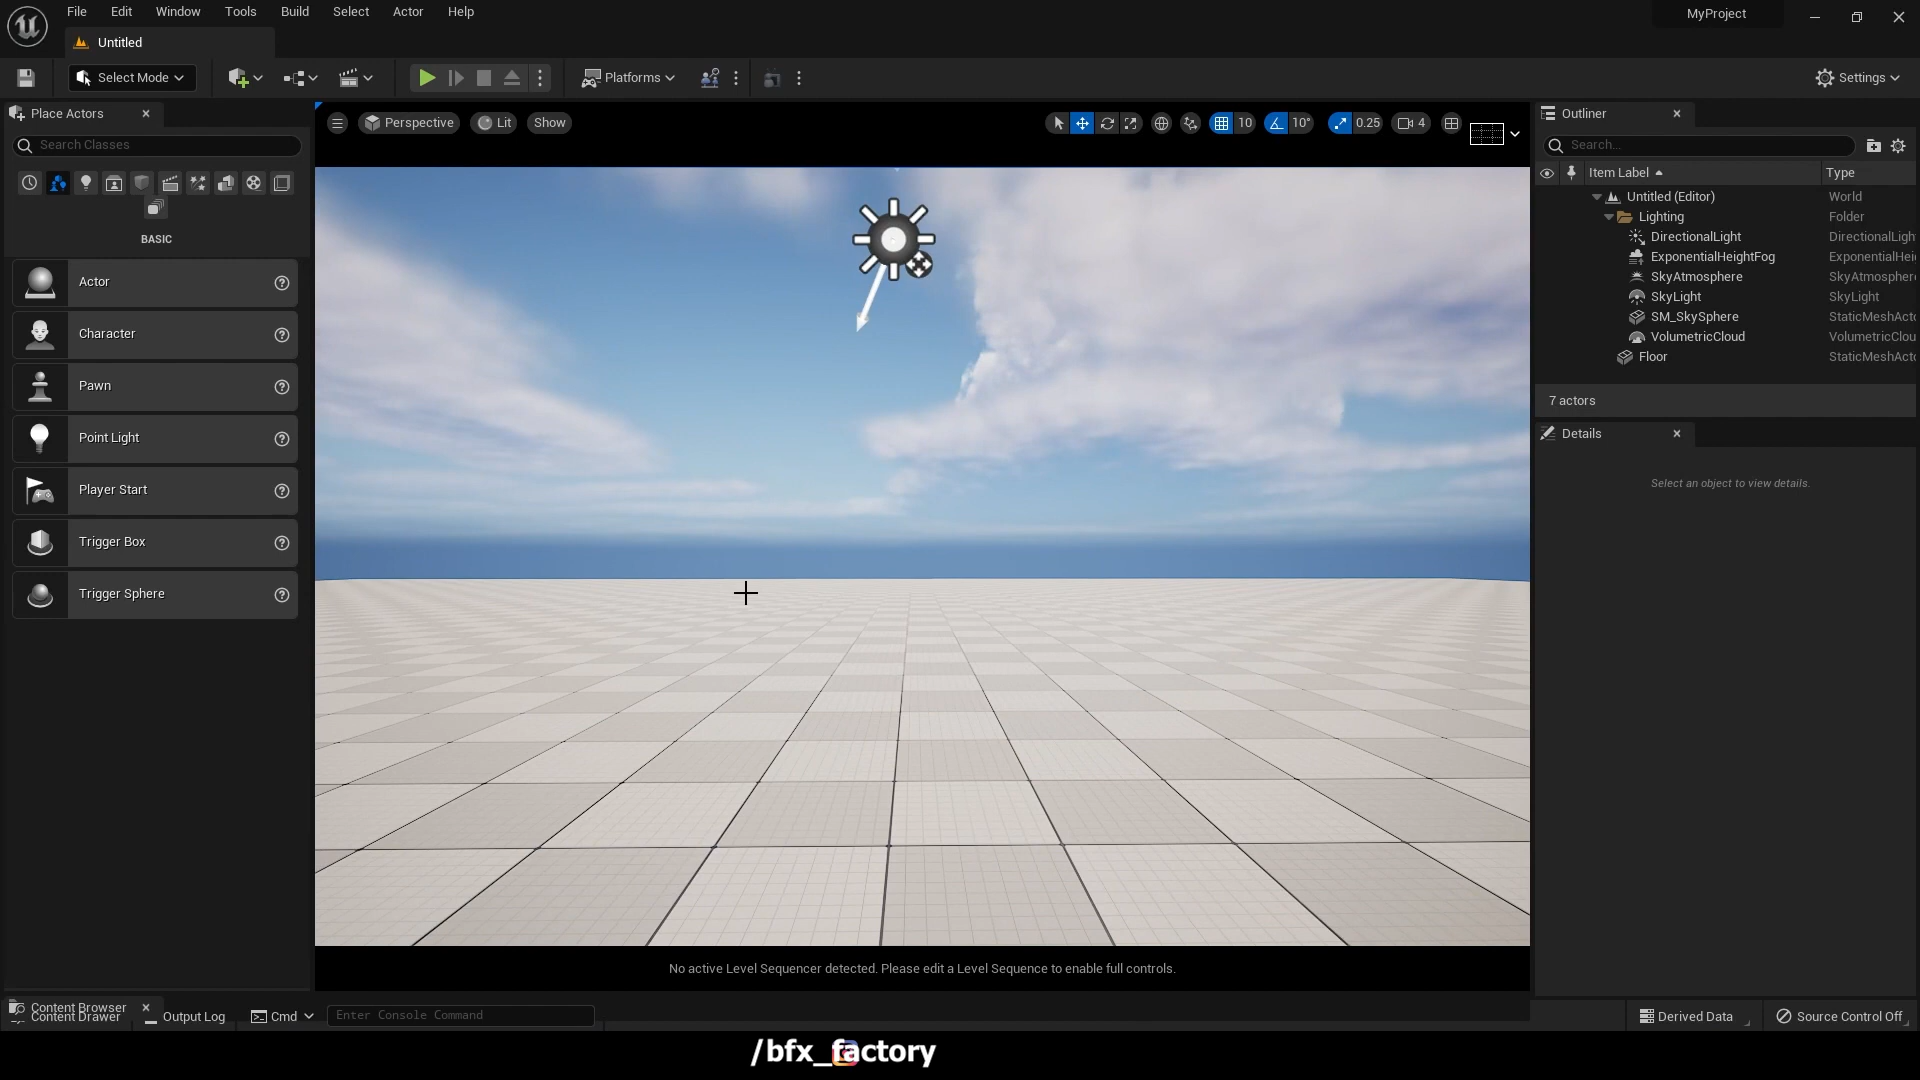 File Edit Window Tools Build Select Actor Help
MyProject
Untitled
Select Mode
Platforms
Settings
Place Actors
Search Classes
BASIC
Actor
Character
Pawn
Point Light
Player Start
Trigger Box
Trigger Sphere
Perspective Lit Show
10 10° 0.25 4
No active Level Sequencer detected. Please edit a Level Sequence to enable full controls.
Outliner
Search...
Item Label Type
Untitled (Editor) World
Lighting Folder
DirectionalLight DirectionalLigh
ExponentialHeightFog ExponentialHei
SkyAtmosphere SkyAtmosphere
SkyLight SkyLight
SM_SkySphere StaticMeshActo
VolumetricCloud VolumetricClou
Floor StaticMeshActo
7 actors
Details
Select an object to view details.
Content Browser
Content Drawer Output Log Cmd Enter Console Command
Derived Data Source Control Off
/bfx_factory